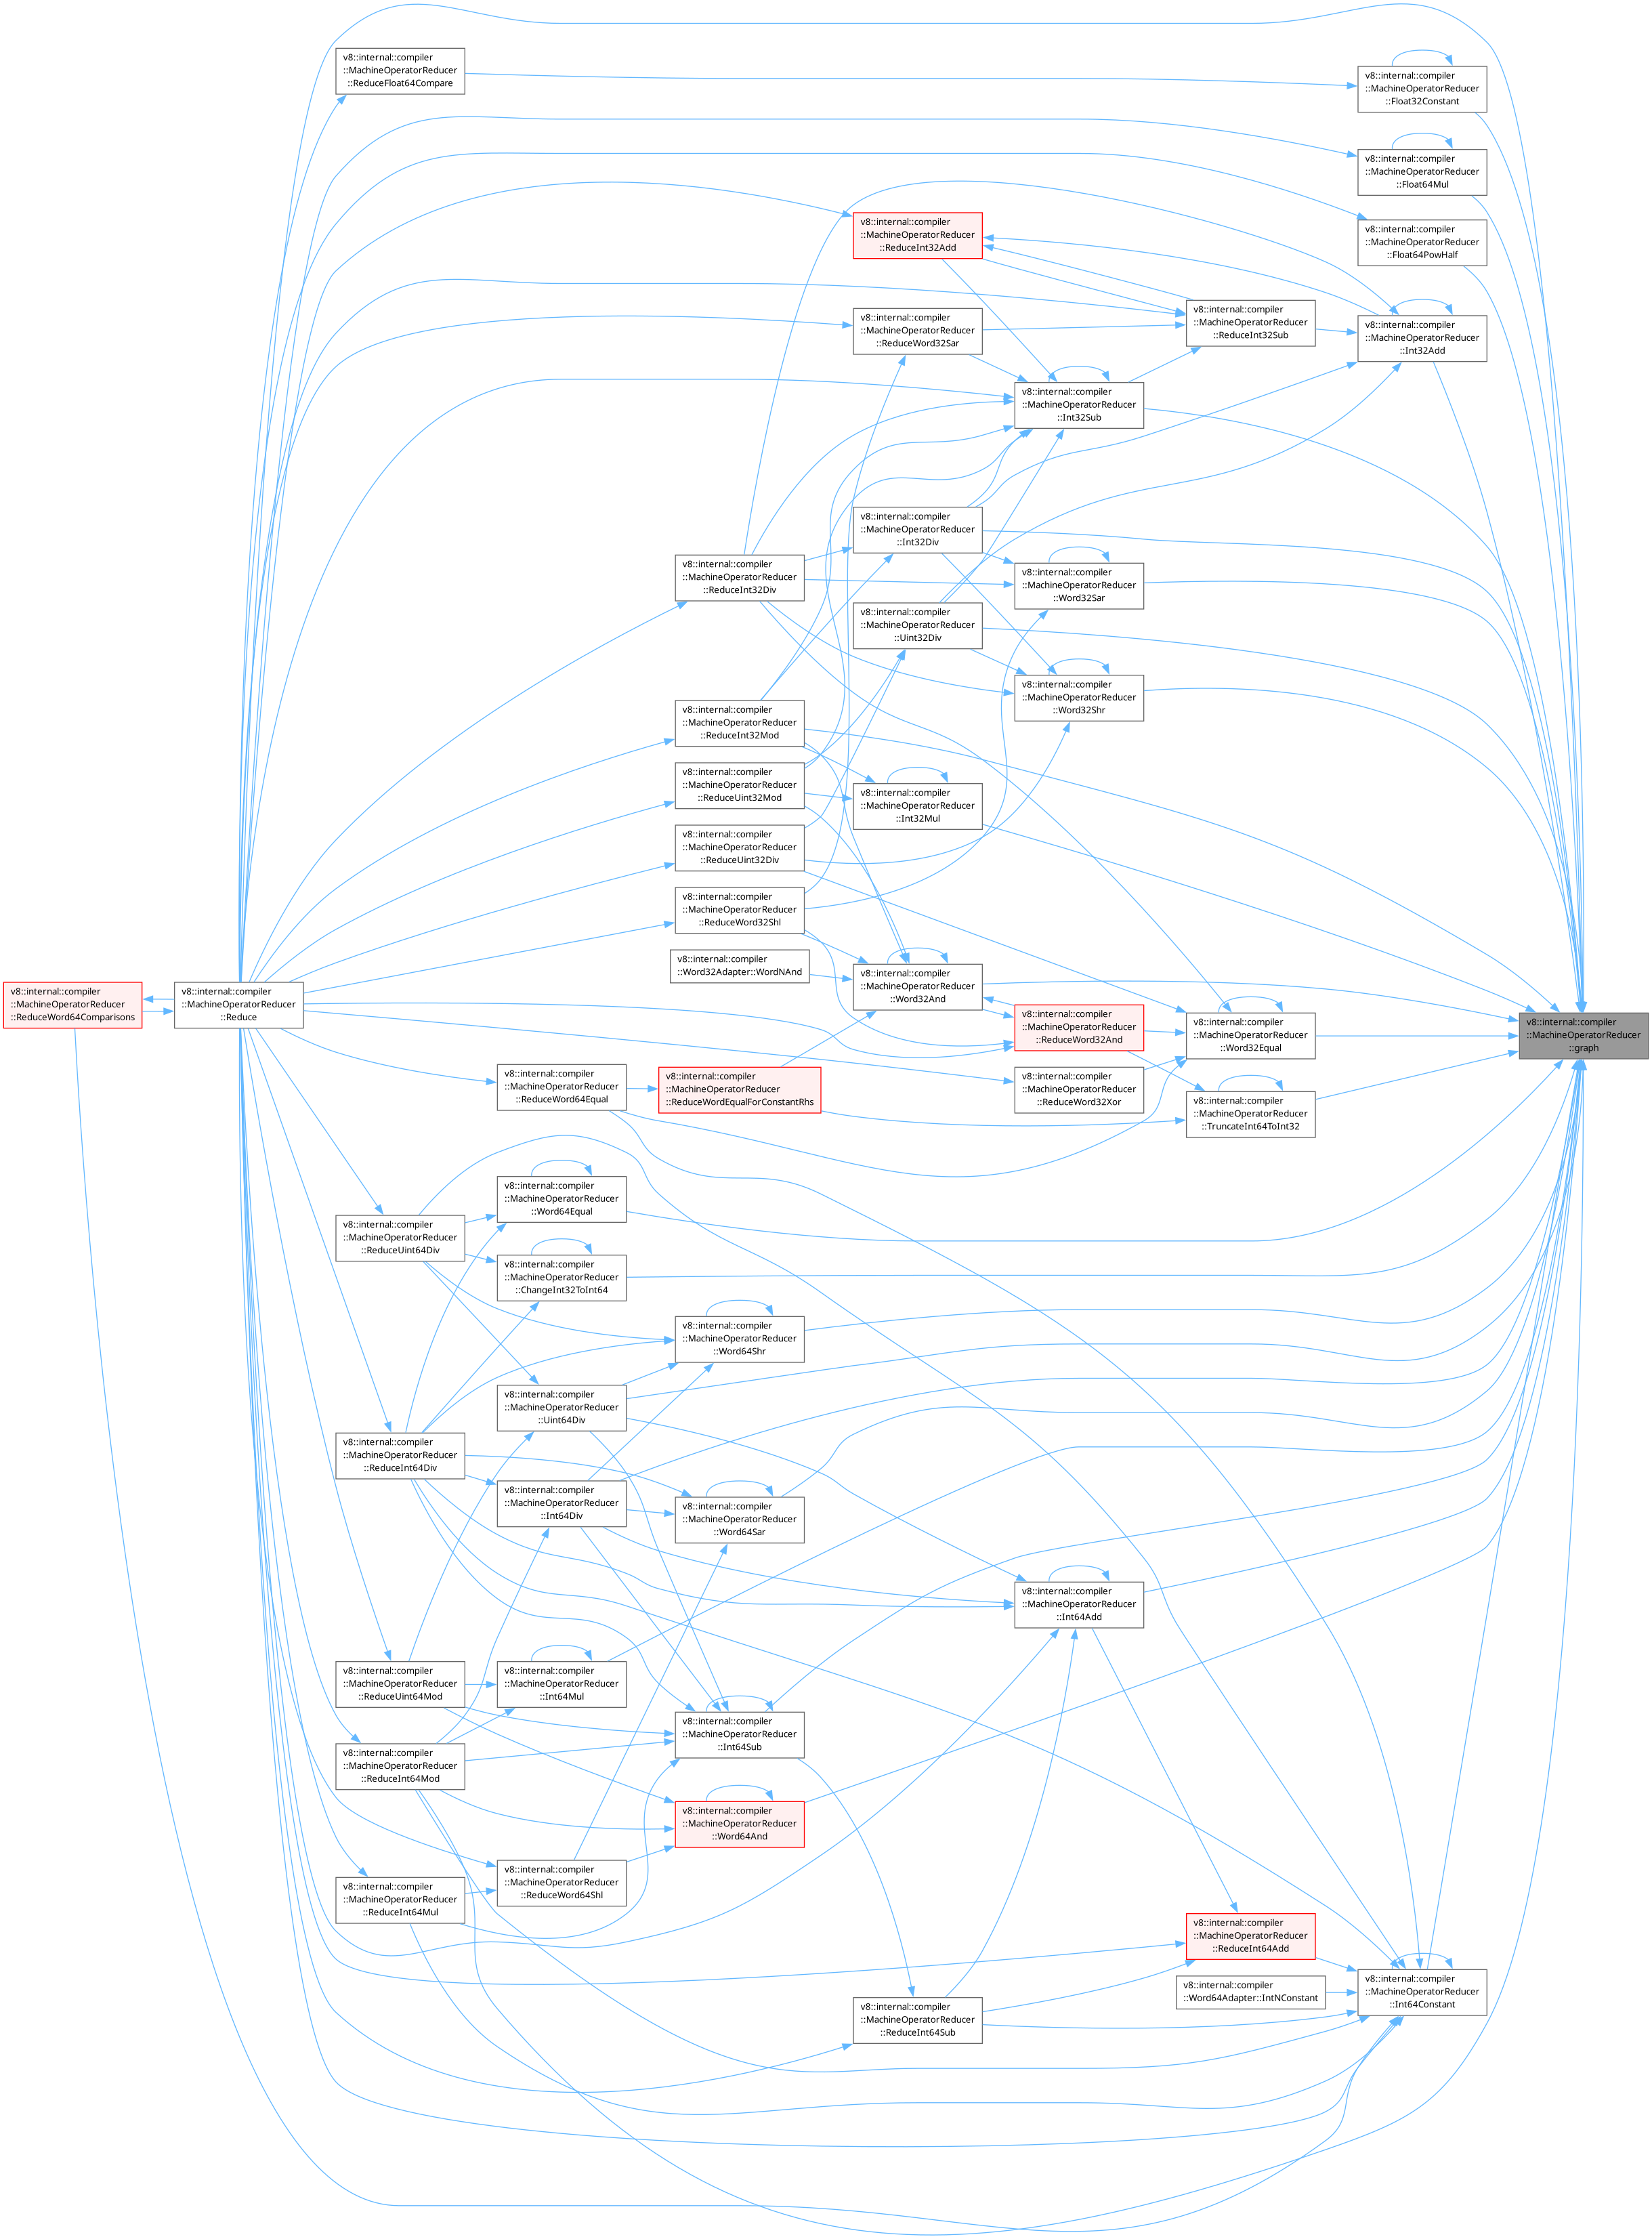 v8::internal::compiler
::MachineOperatorReducer
::ReduceFloat64Compare
v8::internal::compiler
::MachineOperatorReducer
::Float32Constant
v8::internal::compiler
::MachineOperatorReducer
::Float64Mul
v8::internal::compiler
::MachineOperatorReducer
::ReduceInt32Add
v8::internal::compiler
::MachineOperatorReducer
::Float64PowHalf
v8::internal::compiler
::MachineOperatorReducer
::ReduceInt32Sub
v8::internal::compiler
::MachineOperatorReducer
::ReduceWord32Sar
v8::internal::compiler
::MachineOperatorReducer
::Int32Add
v8::internal::compiler
::MachineOperatorReducer
::Int32Sub
v8::internal::compiler
::MachineOperatorReducer
::Int32Div
v8::internal::compiler
::MachineOperatorReducer
::ReduceInt32Div
v8::internal::compiler
::MachineOperatorReducer
::Word32Sar
v8::internal::compiler
::MachineOperatorReducer
::Uint32Div
v8::internal::compiler
::MachineOperatorReducer
::Word32Shr
v8::internal::compiler
::MachineOperatorReducer
::ReduceInt32Mod
v8::internal::compiler
::MachineOperatorReducer
::ReduceUint32Mod
v8::internal::compiler
::MachineOperatorReducer
::Int32Mul
v8::internal::compiler
::MachineOperatorReducer
::ReduceUint32Div
v8::internal::compiler
::MachineOperatorReducer
::ReduceWord32Shl
v8::internal::compiler
::Word32Adapter::WordNAnd
v8::internal::compiler
::MachineOperatorReducer
::Word32And
v8::internal::compiler
::MachineOperatorReducer
::ReduceWord64Comparisons
v8::internal::compiler
::MachineOperatorReducer
::Reduce
v8::internal::compiler
::MachineOperatorReducer
::ReduceWord32And
v8::internal::compiler
::MachineOperatorReducer
::Word32Equal
v8::internal::compiler
::MachineOperatorReducer
::graph
v8::internal::compiler
::MachineOperatorReducer
::ReduceWord64Equal
v8::internal::compiler
::MachineOperatorReducer
::ReduceWordEqualForConstantRhs
v8::internal::compiler
::MachineOperatorReducer
::ReduceWord32Xor
v8::internal::compiler
::MachineOperatorReducer
::TruncateInt64ToInt32
v8::internal::compiler
::MachineOperatorReducer
::Word64Equal
v8::internal::compiler
::MachineOperatorReducer
::ReduceUint64Div
v8::internal::compiler
::MachineOperatorReducer
::ChangeInt32ToInt64
v8::internal::compiler
::MachineOperatorReducer
::Word64Shr
v8::internal::compiler
::MachineOperatorReducer
::Uint64Div
v8::internal::compiler
::MachineOperatorReducer
::ReduceInt64Div
v8::internal::compiler
::MachineOperatorReducer
::Int64Div
v8::internal::compiler
::MachineOperatorReducer
::Word64Sar
v8::internal::compiler
::MachineOperatorReducer
::Int64Add
v8::internal::compiler
::MachineOperatorReducer
::ReduceUint64Mod
v8::internal::compiler
::MachineOperatorReducer
::Int64Mul
v8::internal::compiler
::MachineOperatorReducer
::Int64Sub
v8::internal::compiler
::MachineOperatorReducer
::ReduceInt64Mod
v8::internal::compiler
::MachineOperatorReducer
::Word64And
v8::internal::compiler
::MachineOperatorReducer
::ReduceWord64Shl
v8::internal::compiler
::MachineOperatorReducer
::ReduceInt64Mul
v8::internal::compiler
::MachineOperatorReducer
::ReduceInt64Add
v8::internal::compiler
::Word64Adapter::IntNConstant
v8::internal::compiler
::MachineOperatorReducer
::Int64Constant
v8::internal::compiler
::MachineOperatorReducer
::ReduceInt64Sub